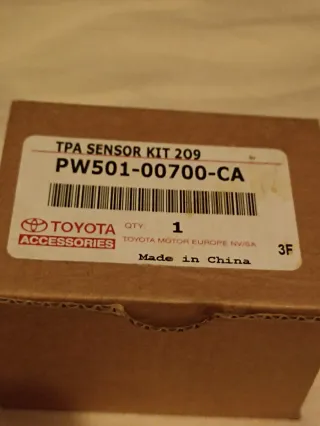 TPA SENSOR KIT 209
PW501-00700-CA
TOYOTA
ACCESSORIES
QTY: 1
TOYOTA MOTOR EUROPE NV/SA
Made in China
3F